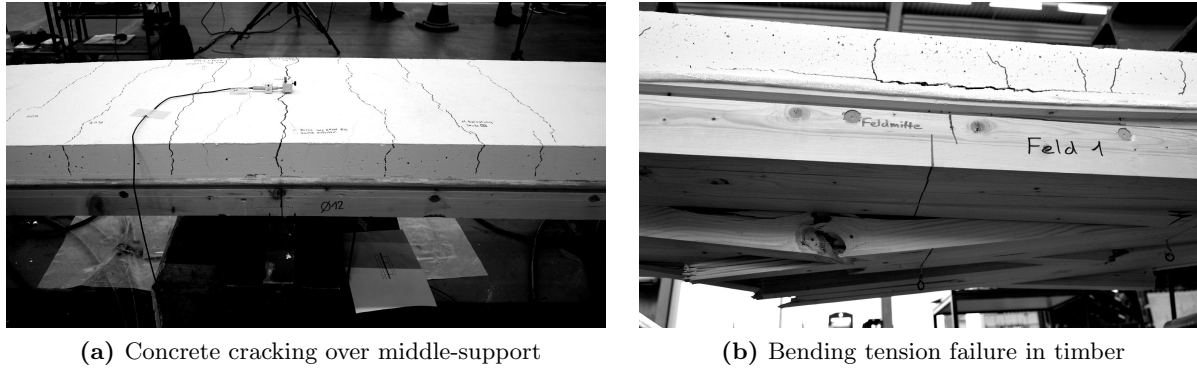 Ø12
Feldmitte
Feld 1
(a) Concrete cracking over middle-support
(b) Bending tension failure in timber